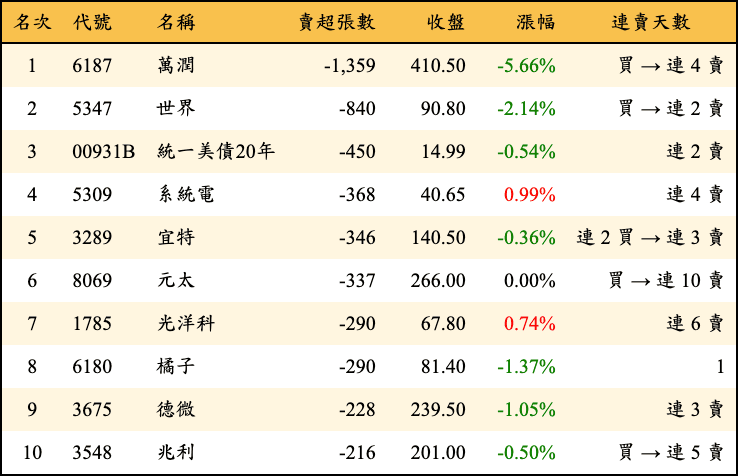 名次 代號 名稱 賣超張數 收盤 漲幅 連賣天數
1 6187 萬潤 -1,359 410.50 -5.66% 買 → 連 4 賣
2 5347 世界 -840 90.80 -2.14% 買 → 連 2 賣
3 00931B 統一美債20年 -450 14.99 -0.54% 連 2 賣
4 5309 系統電 -368 40.65 0.99% 連 4 賣
5 3289 宜特 -346 140.50 -0.36% 連 2 買 → 連 3 賣
6 8069 元太 -337 266.00 0.00% 買 → 連 10 賣
7 1785 光洋科 -290 67.80 0.74% 連 6 賣
8 6180 橘子 -290 81.40 -1.37% 1
9 3675 德微 -228 239.50 -1.05% 連 3 賣
10 3548 兆利 -216 201.00 -0.50% 買 → 連 5 賣